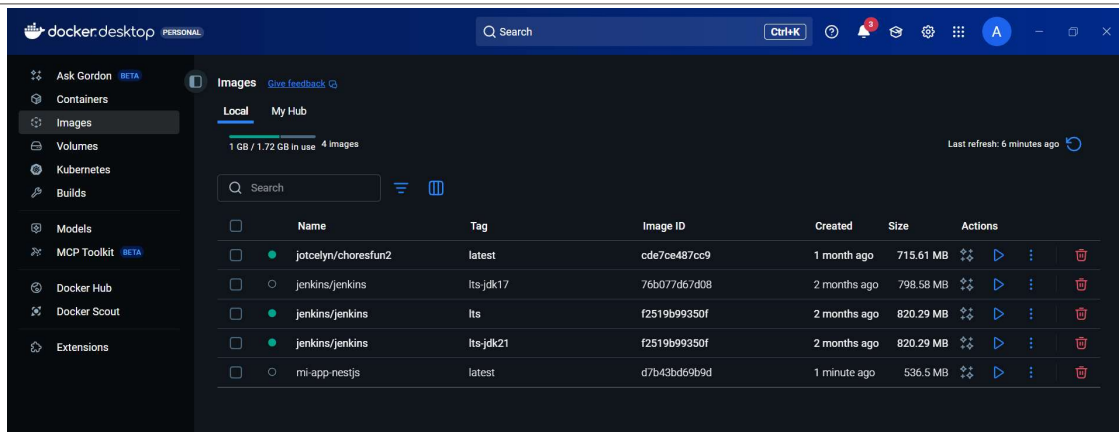 docker.desktop PERSONAL
Search Ctrl+K
3
A
Ask Gordon BETA
Containers
Images
Volumes
Kubernetes
Builds
Models
MCP Toolkit BETA
Docker Hub
Docker Scout
Extensions
Images Give feedback
Local My Hub
1 GB / 1.72 GB in use 4 images
Last refresh: 6 minutes ago
Search
Name Tag Image ID Created Size Actions
jotcelyn/choresfun2 latest cde7ce487cc9 1 month ago 715.61 MB
jenkins/jenkins lts-jdk17 76b077d67d08 2 months ago 798.58 MB
jenkins/jenkins lts f2519b99350f 2 months ago 820.29 MB
jenkins/jenkins lts-jdk21 f2519b99350f 2 months ago 820.29 MB
mi-app-nestjs latest d7b43bd69b9d 1 minute ago 536.5 MB